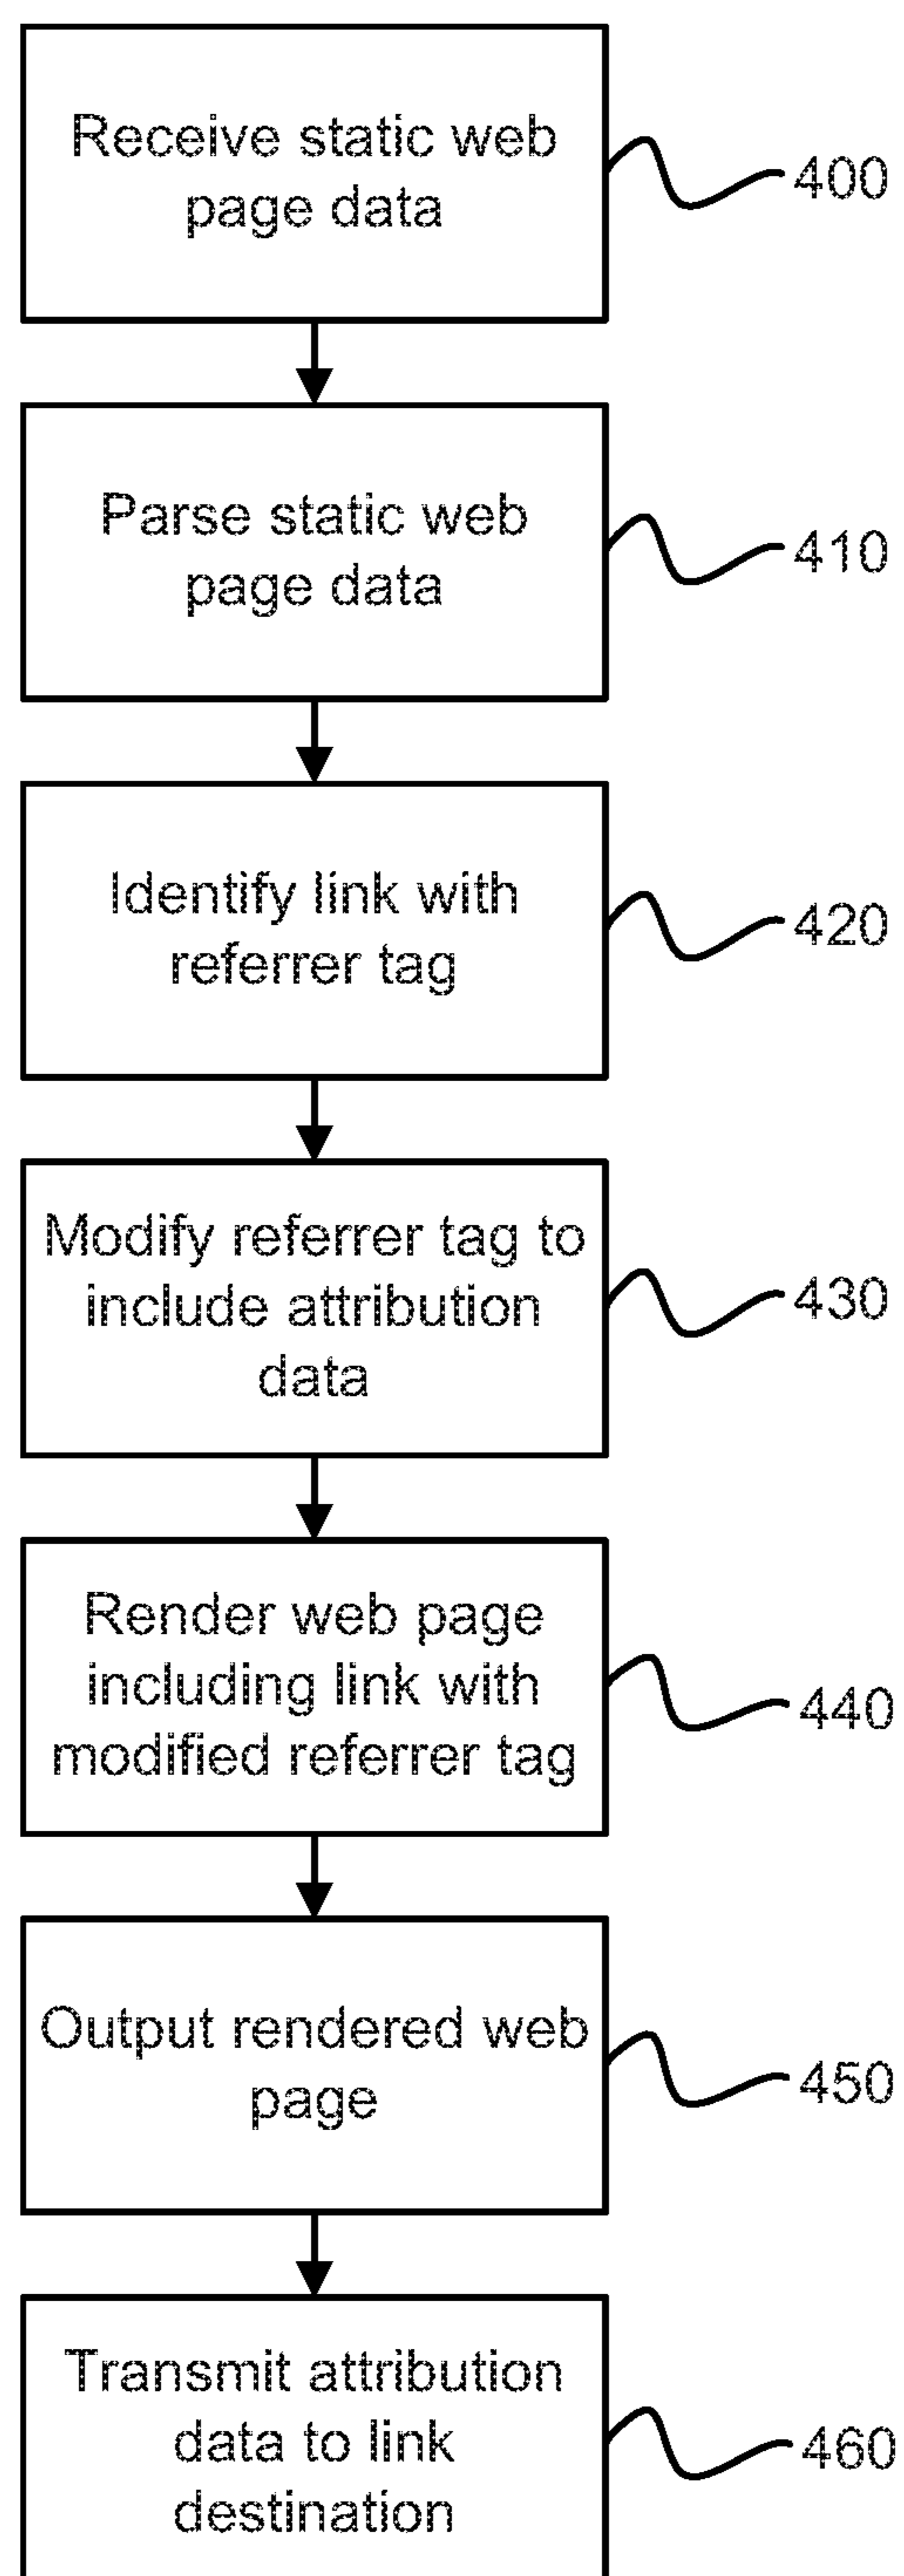 Receive static web
page data
400
Parse static web
page data
410
Identify link with
referrer tag
420
Modify referrer tag to
include attribution
data
430
Render web page
including link with
modified referrer tag
440
Output rendered web
page
450
Transmit attribution
data to link
destination
460